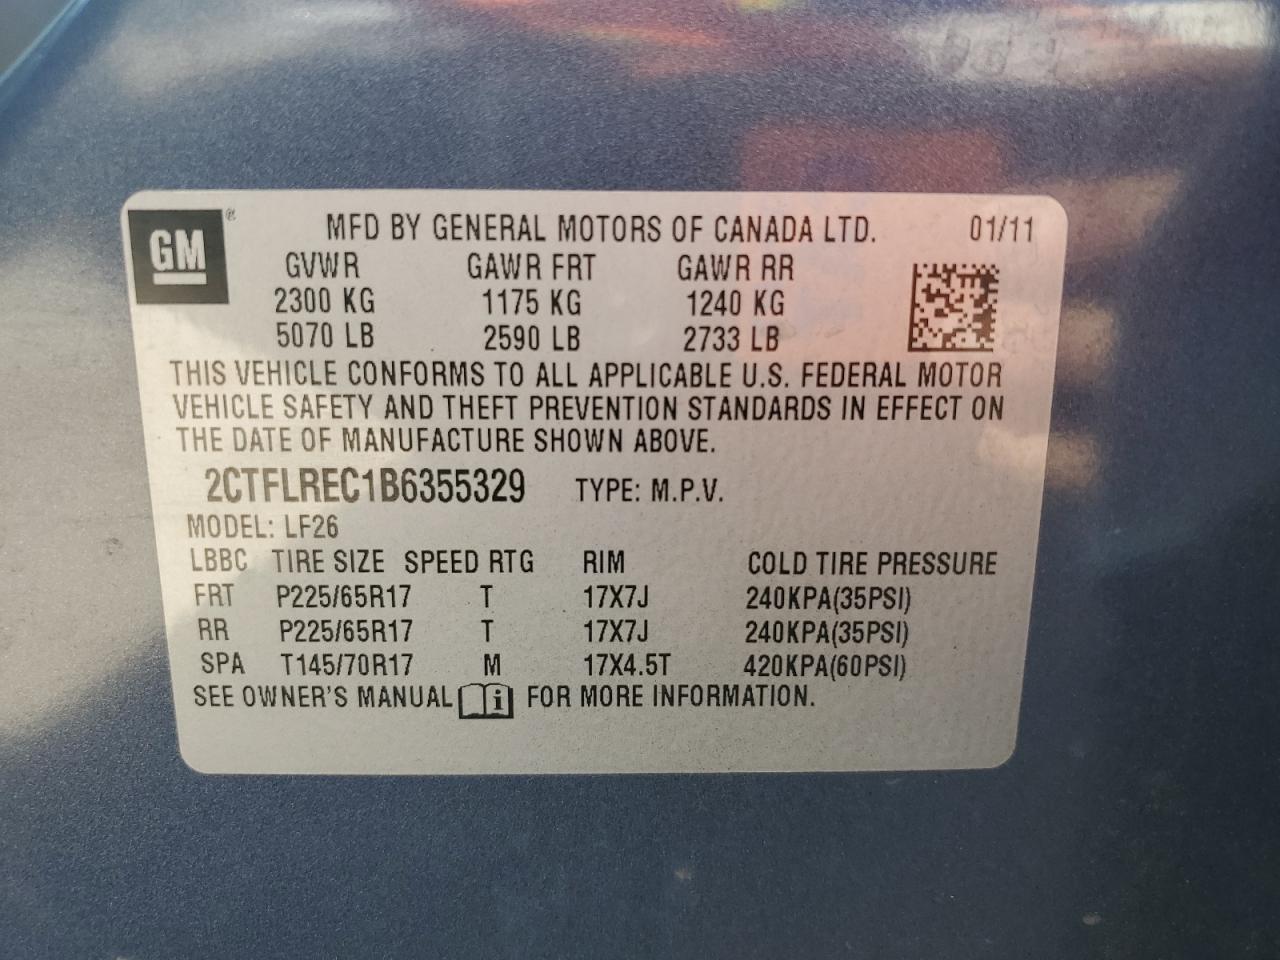 GM ®
MFD BY GENERAL MOTORS OF CANADA LTD. 01/11
GVWR GAWR FRT GAWR RR
2300 KG 1175 KG 1240 KG
5070 LB 2590 LB 2733 LB
THIS VEHICLE CONFORMS TO ALL APPLICABLE U.S. FEDERAL MOTOR
VEHICLE SAFETY AND THEFT PREVENTION STANDARDS IN EFFECT ON
THE DATE OF MANUFACTURE SHOWN ABOVE.
2CTFLREC1B6355329 TYPE: M.P.V.
MODEL: LF26
LBBC TIRE SIZE SPEED RTG RIM COLD TIRE PRESSURE
FRT P225/65R17 T 17X7J 240KPA(35PSI)
RR P225/65R17 T 17X7J 240KPA(35PSI)
SPA T145/70R17 M 17X4.5T 420KPA(60PSI)
SEE OWNER'S MANUAL i FOR MORE INFORMATION.